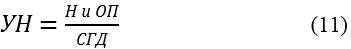 УН = Н и ОП / СГД (11)